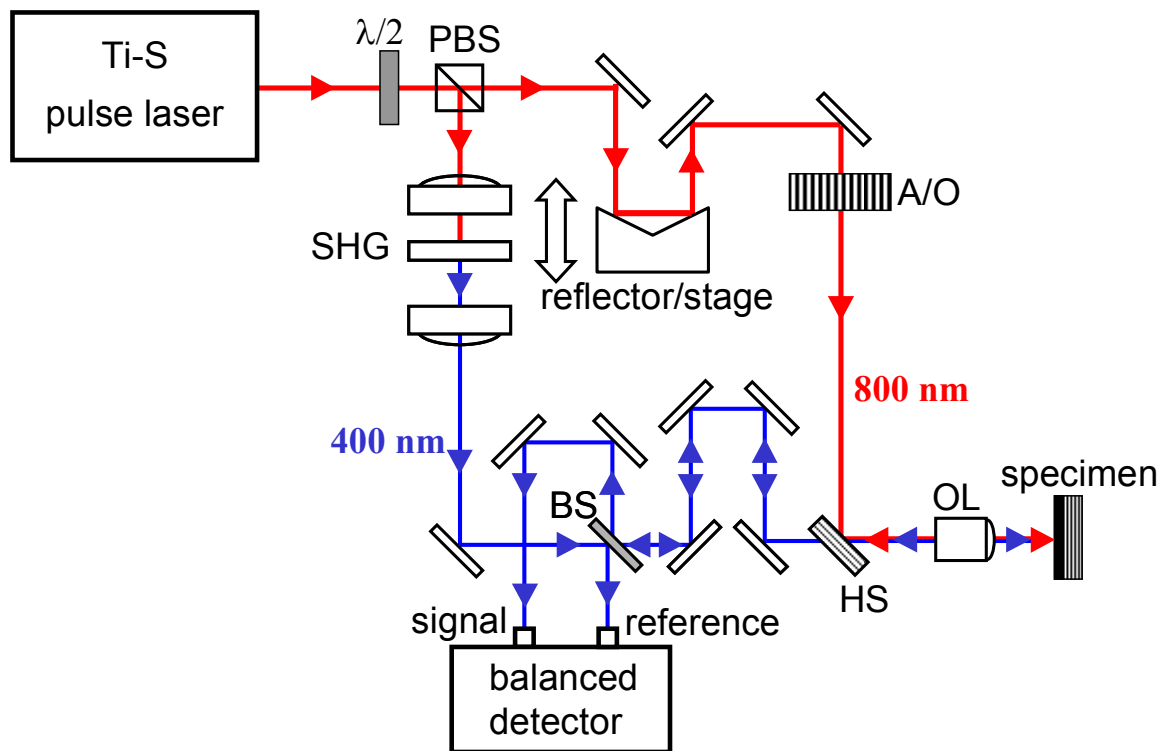 Ti-S
pulse laser
λ/2
PBS
A/O
SHG
reflector/stage
800 nm
400 nm
BS
OL
specimen
HS
signal
reference
balanced
detector